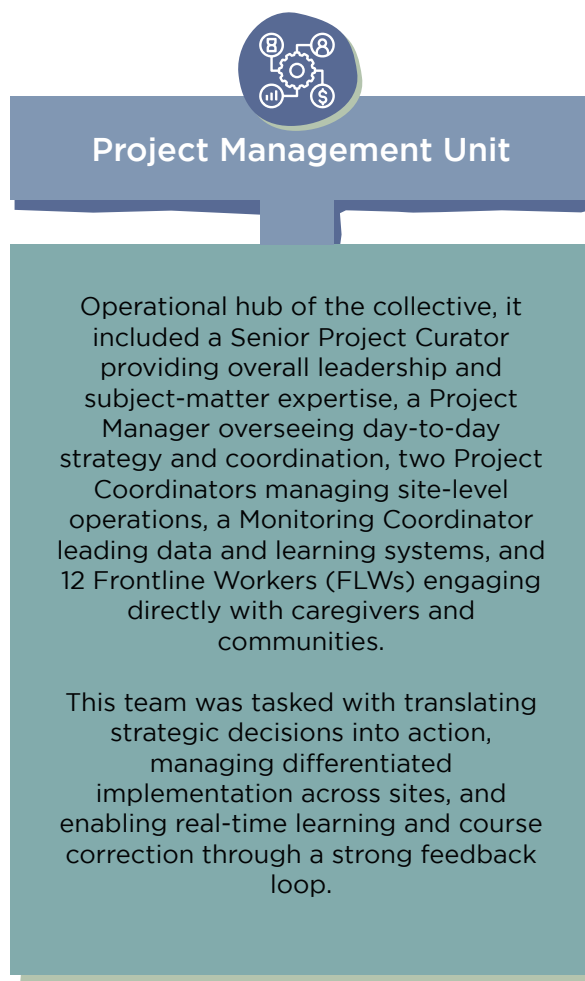 Project Management Unit
Operational hub of the collective, it
included a Senior Project Curator
providing overall leadership and
subject-matter expertise, a Project
Manager overseeing day-to-day
strategy and coordination, two Project
Coordinators managing site-level
operations, a Monitoring Coordinator
leading data and learning systems, and
12 Frontline Workers (FLWs) engaging
directly with caregivers and
communities.
This team was tasked with translating
strategic decisions into action,
managing differentiated
implementation across sites, and
enabling real-time learning and course
correction through a strong feedback
loop.